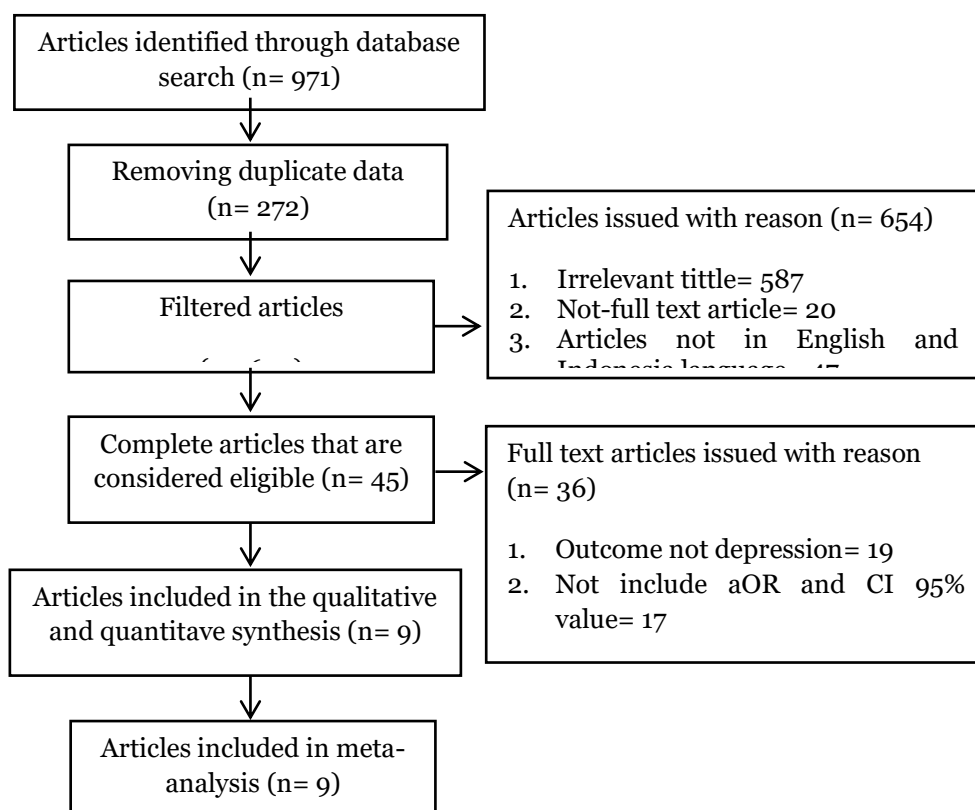 Articles identified through database
search (n= 971)
Removing duplicate data
(n= 272)
Articles issued with reason (n= 654)
1. Irrelevant tittle= 587
2. Not-full text article= 20
3. Articles not in English and
Filtered articles
Complete articles that are
considered eligible (n= 45)
Full text articles issued with reason
(n= 36)
1. Outcome not depression= 19
2. Not include aOR and CI 95%
value= 17
Articles included in the qualitative
and quantitave synthesis (n= 9)
Articles included in meta-
analysis (n= 9)